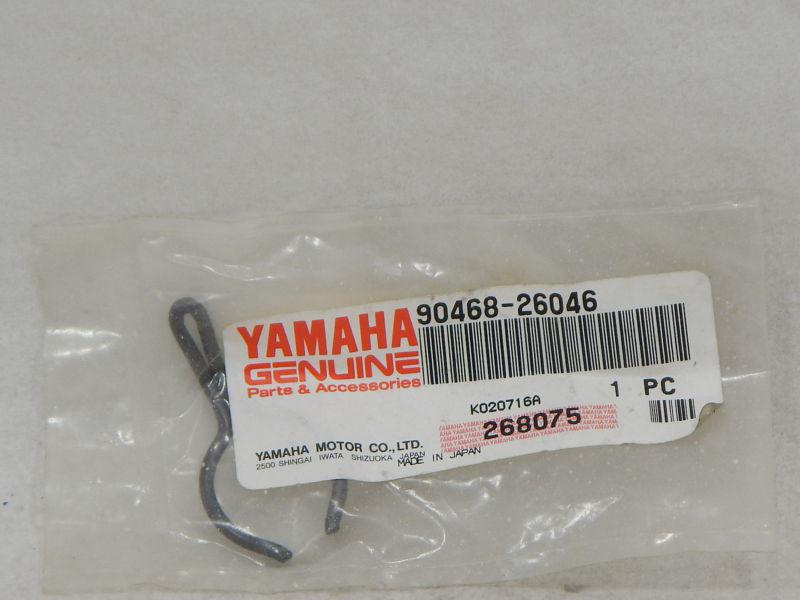 YAMAHA
GENUINE
Parts & Accessories
90468-26046
1 PC
K020716A
268075
YAMAHA MOTOR CO.,LTD.
2500 SHINGAI IWATA SHIZUOKA JAPAN
MADE IN JAPAN